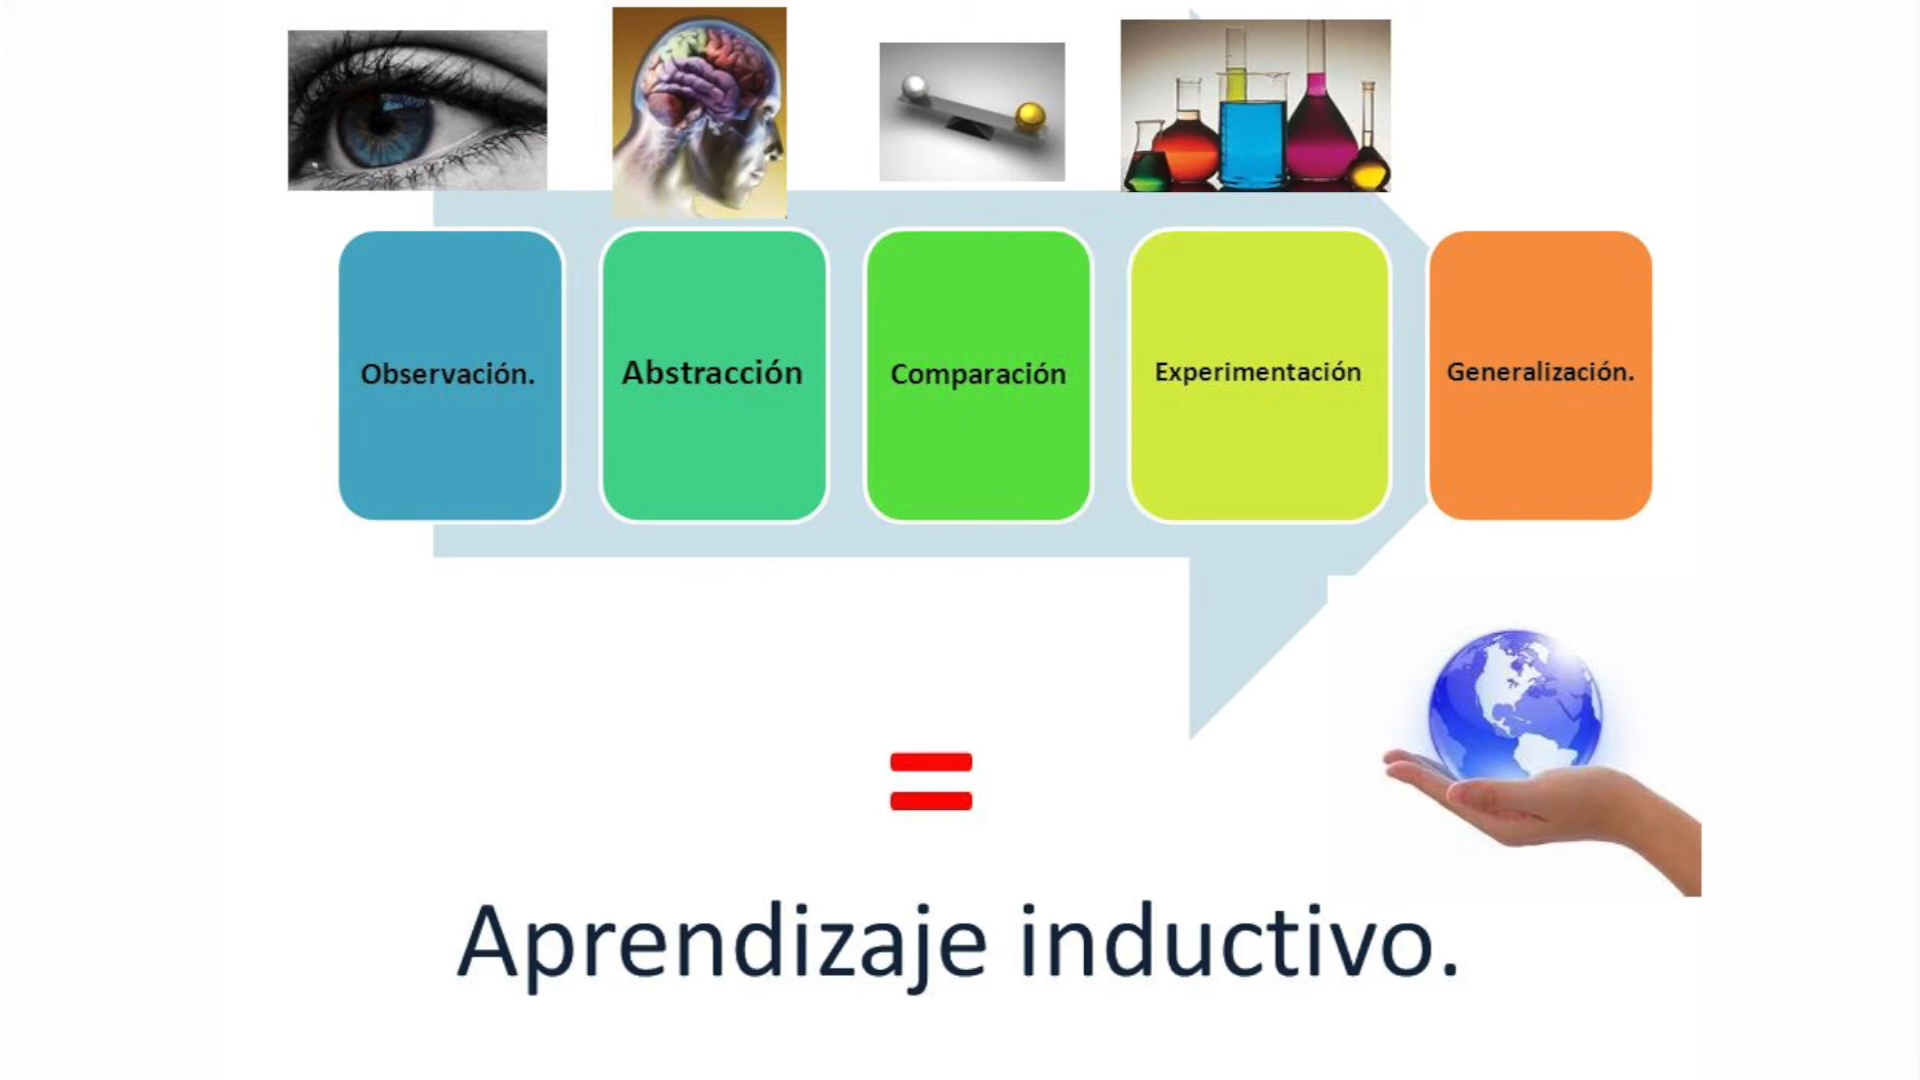 Observación.
Abstracción
Comparación
Experimentación
Generalización.
Aprendizaje inductivo.